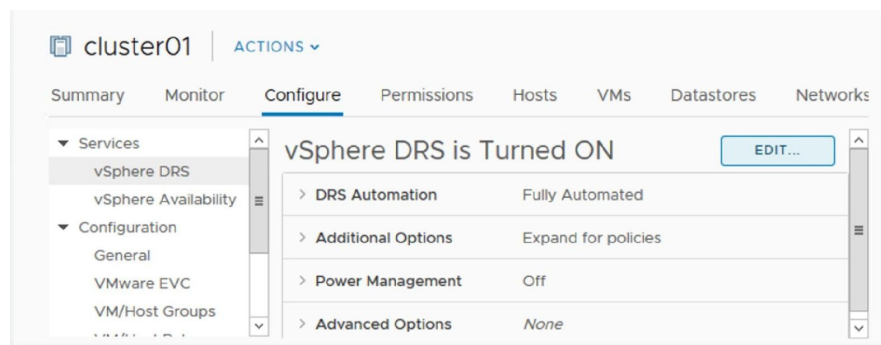 cluster01 ACTIONS
Summary Monitor Configure Permissions Hosts VMs Datastores Networks
Services
vSphere DRS
vSphere Availability
Configuration
General
VMware EVC
VM/Host Groups
vSphere DRS is Turned ON EDIT...
DRS Automation Fully Automated
Additional Options Expand for policies
Power Management Off
Advanced Options None